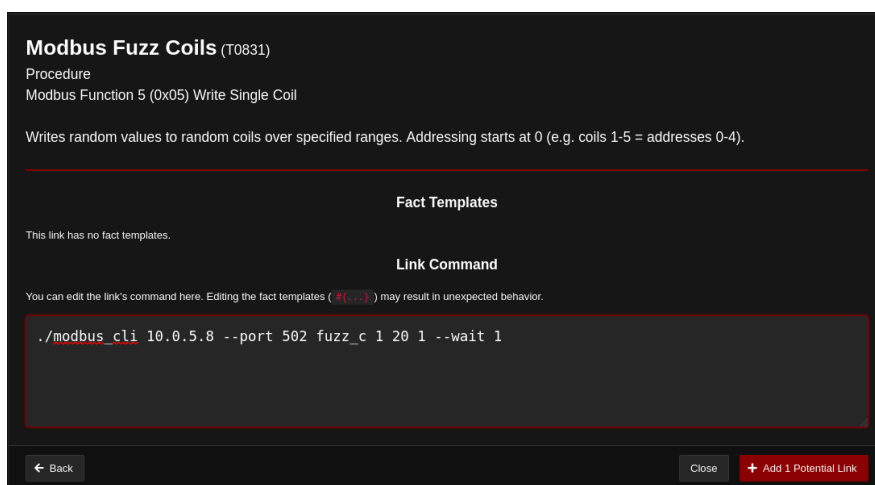 Modbus Fuzz Coils (T0831)
Procedure
Modbus Function 5 (0x05) Write Single Coil
Writes random values to random coils over specified ranges. Addressing starts at 0 (e.g. coils 1-5 = addresses 0-4).
Fact Templates
This link has no fact templates.
Link Command
You can edit the link's command here. Editing the fact templates ( #{...} ) may result in unexpected behavior.
./modbus_cli 10.0.5.8 --port 502 fuzz_c 1 20 1 --wait 1
Back
Close
Add 1 Potential Link